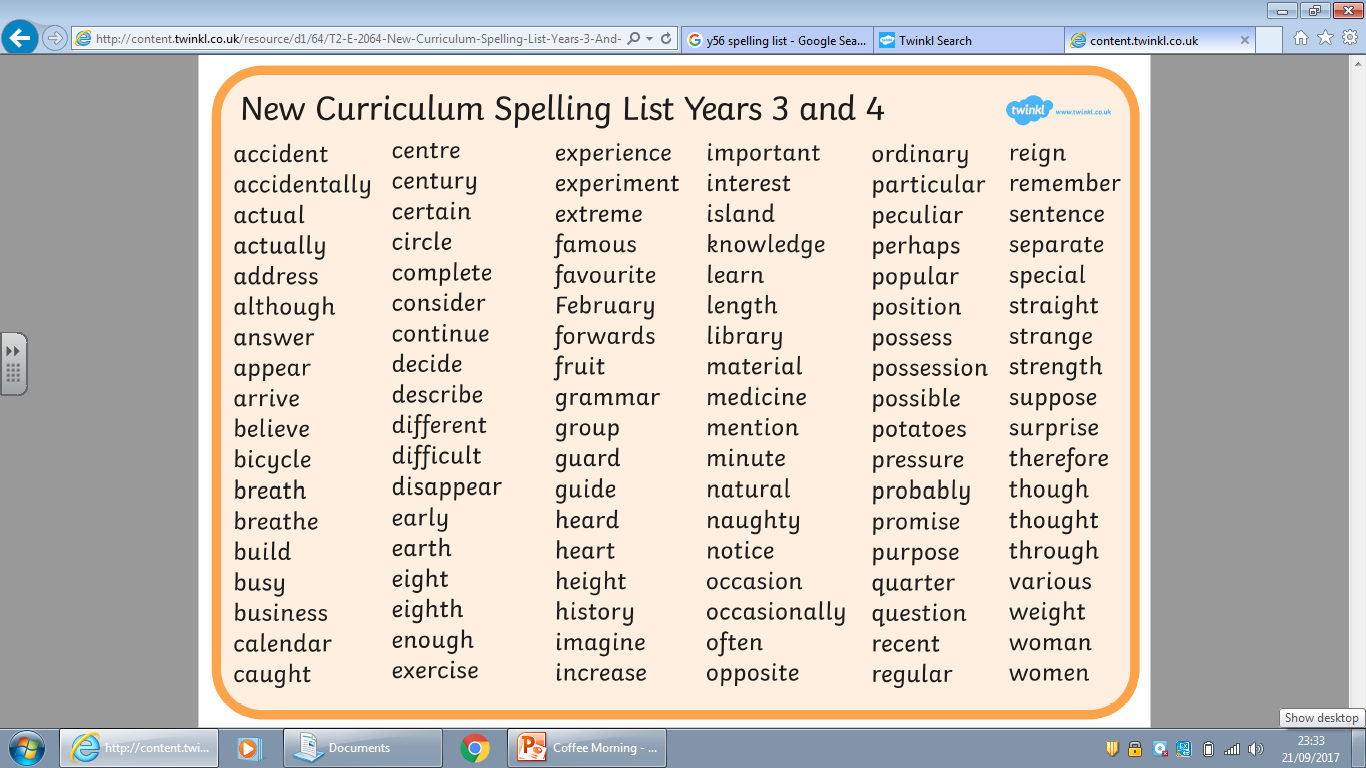 http://content.twinkl.co.uk/resource/d1/64/T2-E-2064-New-Curriculum-Spelling-List-Years-3-And-
y56 spelling list - Google Sea...
Twinkl Search
content.twinkl.co.uk
New Curriculum Spelling List Years 3 and 4
twinkl
www.twinkl.co.uk
accident
accidentally
actual
actually
address
although
answer
appear
arrive
believe
bicycle
breath
breathe
build
busy
business
calendar
caught
centre
century
certain
circle
complete
consider
continue
decide
describe
different
difficult
disappear
early
earth
eight
eighth
enough
exercise
experience
experiment
extreme
famous
favourite
February
forwards
fruit
grammar
group
guard
guide
heard
heart
height
history
imagine
increase
important
interest
island
knowledge
learn
length
library
material
medicine
mention
minute
natural
naughty
notice
occasion
occasionally
often
opposite
ordinary
particular
peculiar
perhaps
popular
position
possess
possession
possible
potatoes
pressure
probably
promise
purpose
quarter
question
recent
regular
reign
remember
sentence
separate
special
straight
strange
strength
suppose
surprise
therefore
though
thought
through
various
weight
woman
women
Show desktop
http://content.twi...
Documents
Coffee Morning - ...
23:33
21/09/2017